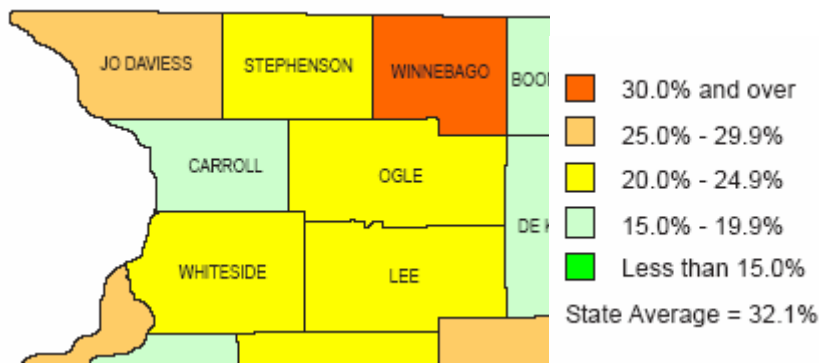 JO DAVIESS
STEPHENSON
WINNEBAGO
CARROLL
OGLE
WHITESIDE
LEE
30.0% and over
25.0% - 29.9%
20.0% - 24.9%
15.0% - 19.9%
Less than 15.0%
State Average = 32.1%